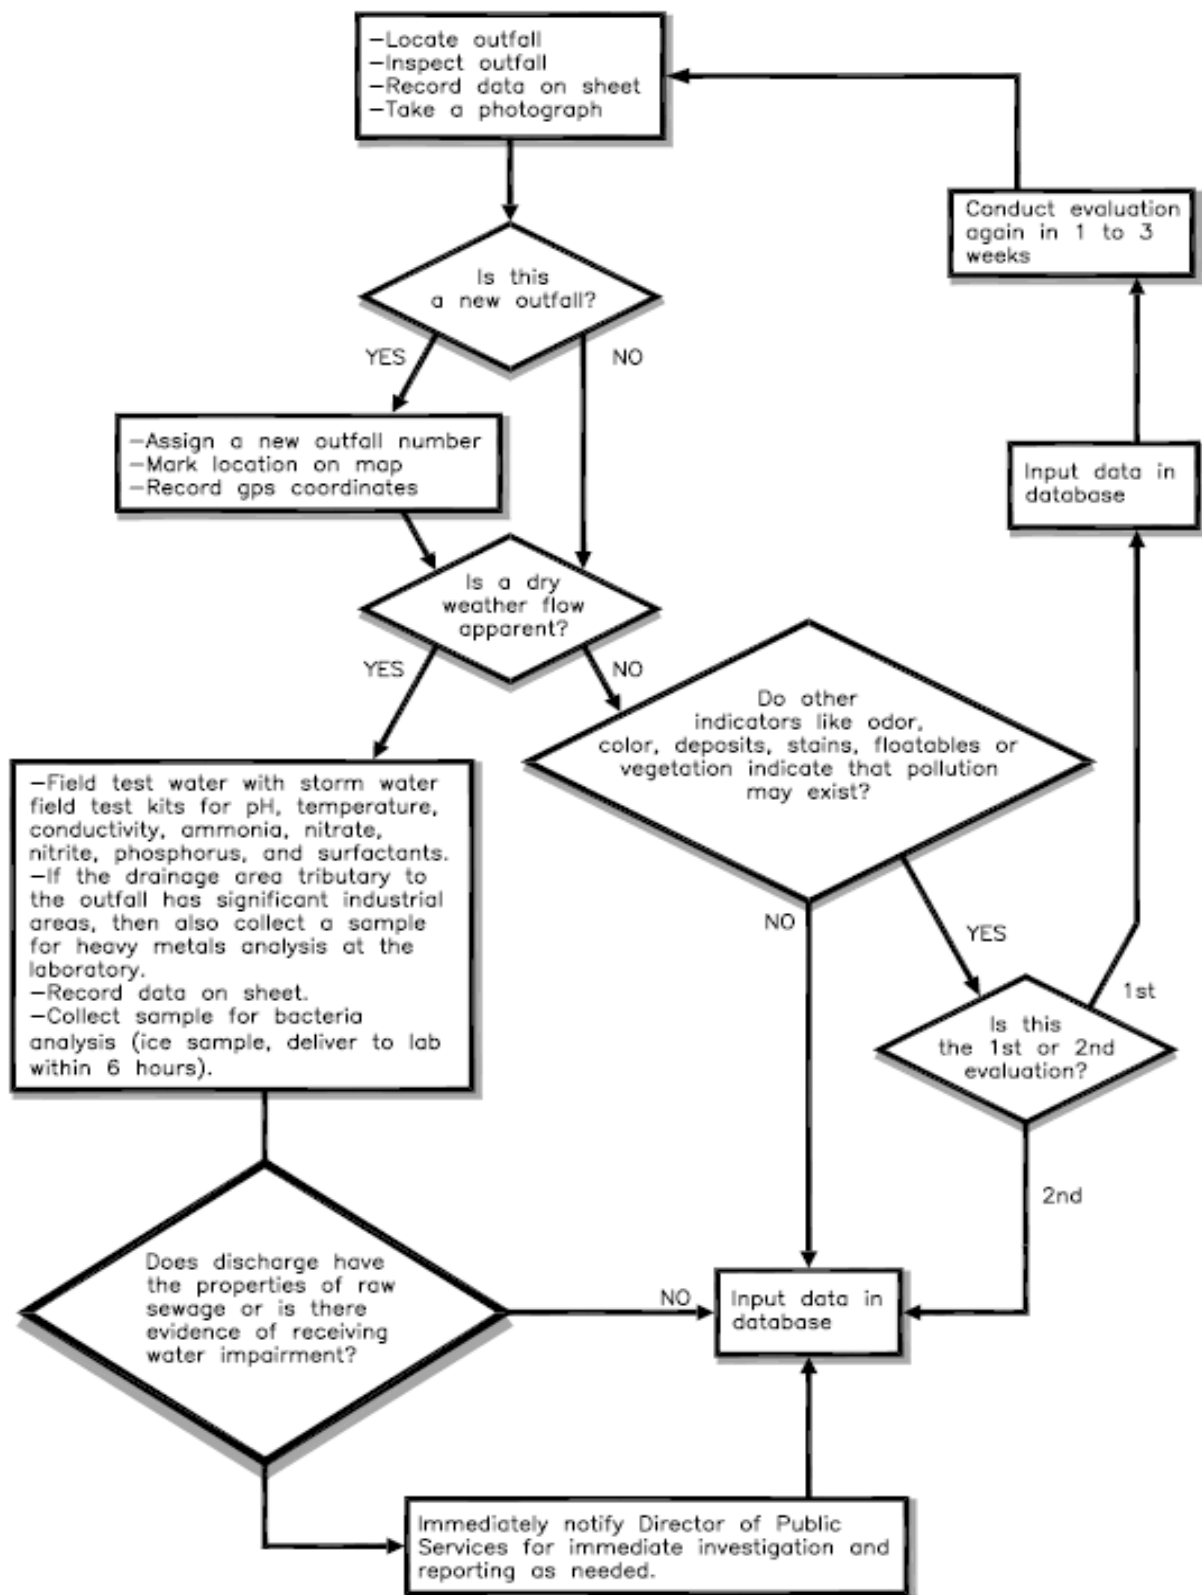 −Locate outfall
−Inspect outfall
−Record data on sheet
−Take a photograph
Conduct evaluation
again in 1 to 3
weeks
Is this
a new outfall?
YES
NO
−Assign a new outfall number
−Mark location on map
−Record gps coordinates
Input data in
database
Is a dry
weather flow
apparent?
YES
NO
Do other
indicators like odor,
color, deposits, stains, floatables or
vegetation indicate that pollution
may exist?
−Field test water with storm water
field test kits for pH, temperature,
conductivity, ammonia, nitrate,
nitrite, phosphorus, and surfactants.
−If the drainage area tributary to
the outfall has significant industrial
areas, then also collect a sample
for heavy metals analysis at the
laboratory.
−Record data on sheet.
−Collect sample for bacteria
analysis (ice sample, deliver to lab
within 6 hours).
NO
YES
1st
Is this
the 1st or 2nd
evaluation?
2nd
Does discharge have
the properties of raw
sewage or is there
evidence of receiving
water impairment?
NO
Input data in
database
Immediately notify Director of Public
Services for immediate investigation and
reporting as needed.